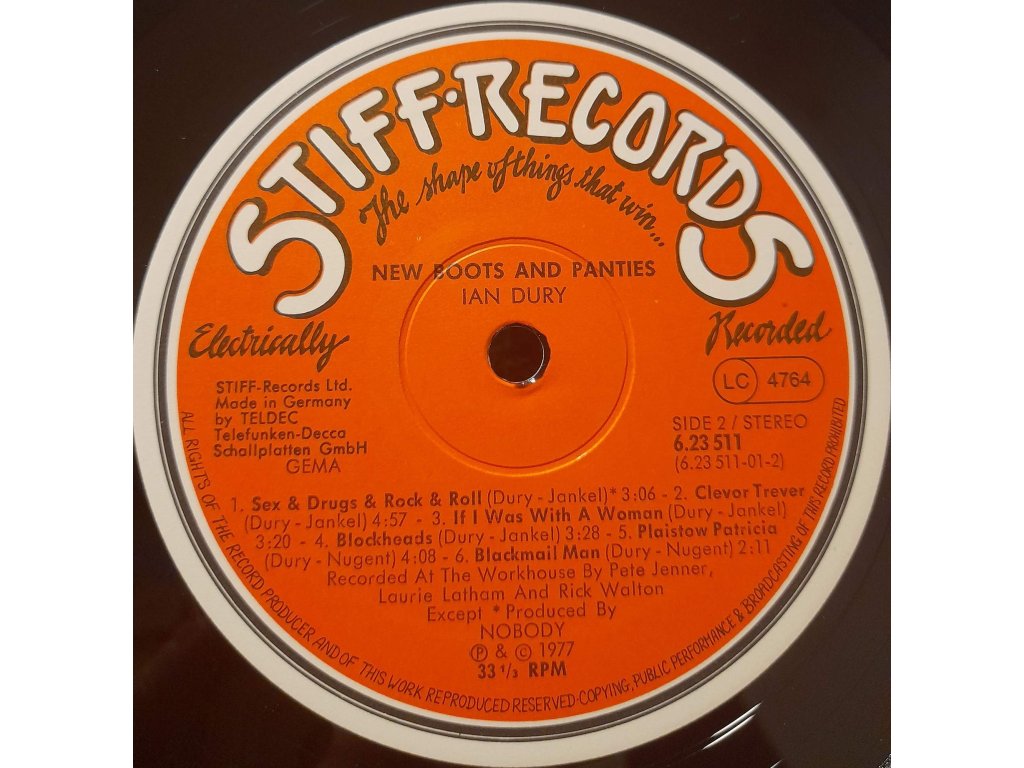 STIFF·RECORDS
The shape of things that win...
NEW BOOTS AND PANTIES
IAN DURY
Electrically
Recorded
STIFF-Records Ltd.
Made in Germany
by TELDEC
Telefunken-Decca
Schallplatten GmbH
GEMA
LC 4764
SIDE 2 / STEREO
6.23 511
(6.23 511-01-2)
1. Sex & Drugs & Rock & Roll (Dury - Jankel)* 3:06 - 2. Clevor Trever
(Dury - Jankel) 4:57 - 3. If I Was With A Woman (Dury - Jankel)
3:20 - 4. Blockheads (Dury - Jankel) 3:28 - 5. Plaistow Patricia
(Dury - Nugent) 4:08 - 6. Blackmail Man (Dury - Nugent) 2:11
Recorded At The Workhouse By Pete Jenner,
Laurie Latham And Rick Walton
Except * Produced By
NOBODY
℗ & © 1977
33 1/3 RPM
ALL RIGHTS OF THE RECORD PRODUCER AND OF THIS WORK REPRODUCED RESERVED·COPYING, PUBLIC PERFORMANCE & BROADCASTING OF THIS RECORD PROHIBITED